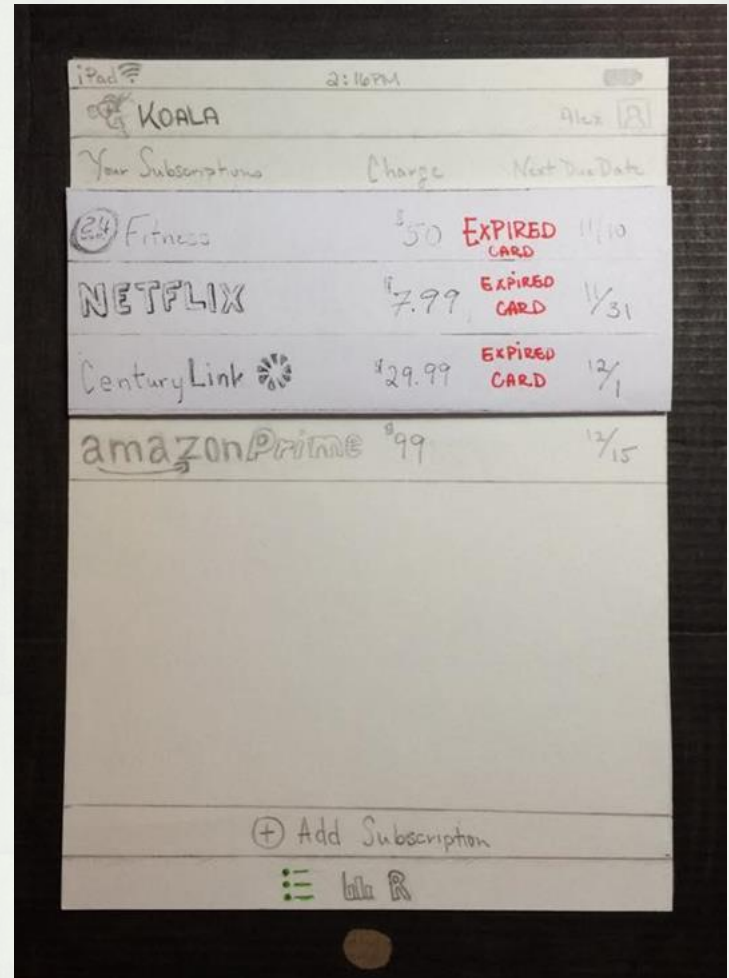 iPad 2:16PM
KOALA Alex
Your Subscriptions Charge Next Due Date
24 Fitness $50 EXPIRED CARD 11/10
NETFLIX $7.99 EXPIRED CARD 11/31
CenturyLink $29.99 EXPIRED CARD 12/1
amazonPrime $99 12/15
+ Add Subscription
R